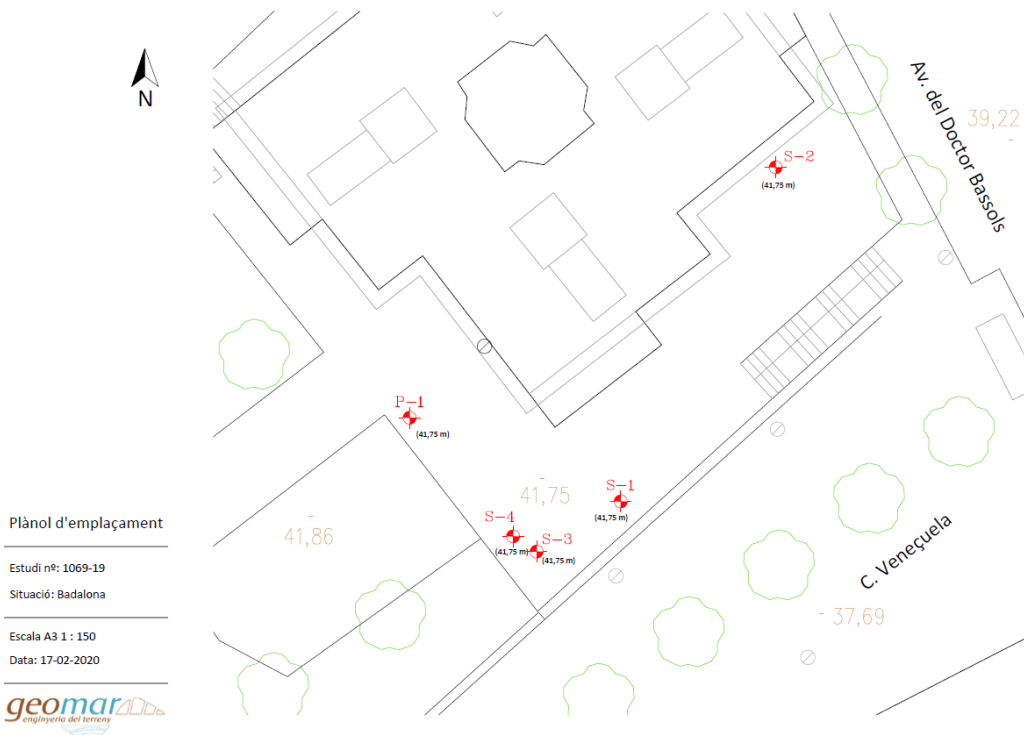 N
Av. del Doctor Bassols
39,22
S-2
(41,75 m)
P-1
(41,75 m)
41,75
S-1
(41,75 m)
S-4
(41,75 m)
S-3
(41,75 m)
41,86
C. Veneçuela
37,69
Plànol d'emplaçament
Estudi nº: 1069-19
Situació: Badalona
Escala A3 1 : 150
Data: 17-02-2020
geomar
enginyeria del terreny